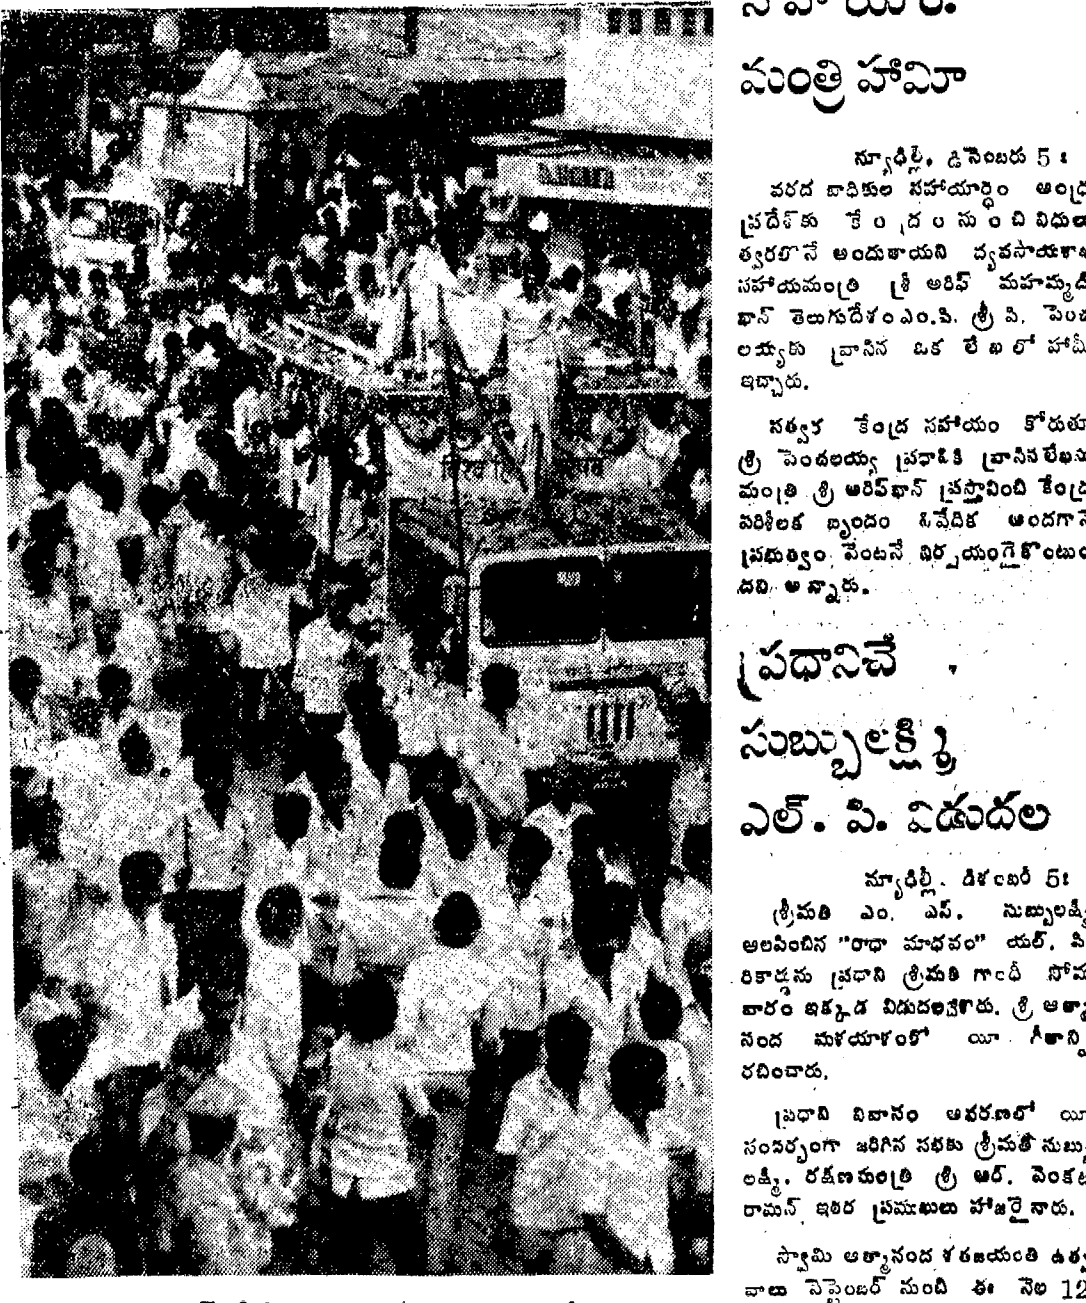 మంత్రి హామీ
న్యూఢిల్లీ, డిసెంబరు 5 :
వరద బాధితుల సహాయార్ధం ఆంధ్ర
ప్రదేశ్‌కు కేంద్రం నుంచి నిధులు
త్వరలోనే అందుతాయని వ్యవసాయశాఖ
సహాయమంత్రి శ్రీ అరిఫ్ మహమ్మద్
ఖాన్ తెలుగుదేశం ఎం.పి. శ్రీ పి. పెంచ
లయ్యకు వ్రాసిన ఒక లేఖలో హామీ
ఇచ్చారు.
సత్వర కేంద్ర సహాయం కోరుతూ
శ్రీ పెంచలయ్య ప్రధానికి వ్రాసిన లేఖను
మంత్రి శ్రీ అరిఫ్‌ఖాన్ ప్రస్తావించి కేంద్ర
పరిశీలక బృందం నివేదిక అందగానే
ప్రభుత్వం వెంటనే నిర్ణయం గైకొంటుం
దని అన్నారు.
ప్రధానిచే
సుబ్బులక్ష్మి
ఎల్. పి. విడుదల
న్యూఢిల్లీ, డిశంబర్ 5:
శ్రీమతి ఎం. ఎస్. సుబ్బులక్ష్మి
ఆలపించిన "రాధా మాధవం" యల్. పి.
రికార్డును ప్రధాని శ్రీమతి గాంధీ సోమ
వారం ఇక్కడ విడుదలచేశారు. శ్రీ ఆత్మా
నంద మళయాళంలో యీ గీతాన్ని
రచించారు.
ప్రధాని నివాసం ఆవరణలో యీ
సందర్భంగా జరిగిన సభకు శ్రీమతి సుబ్బు
లక్ష్మి, రక్షణమంత్రి శ్రీ ఆర్. వెంకట
రామన్ ఇతర ప్రముఖులు హాజరైనారు.
స్వామి ఆత్మానంద శతజయంతి ఉత్స
వాలు సెప్టెంబర్ నుంచి ఈ నెల 12